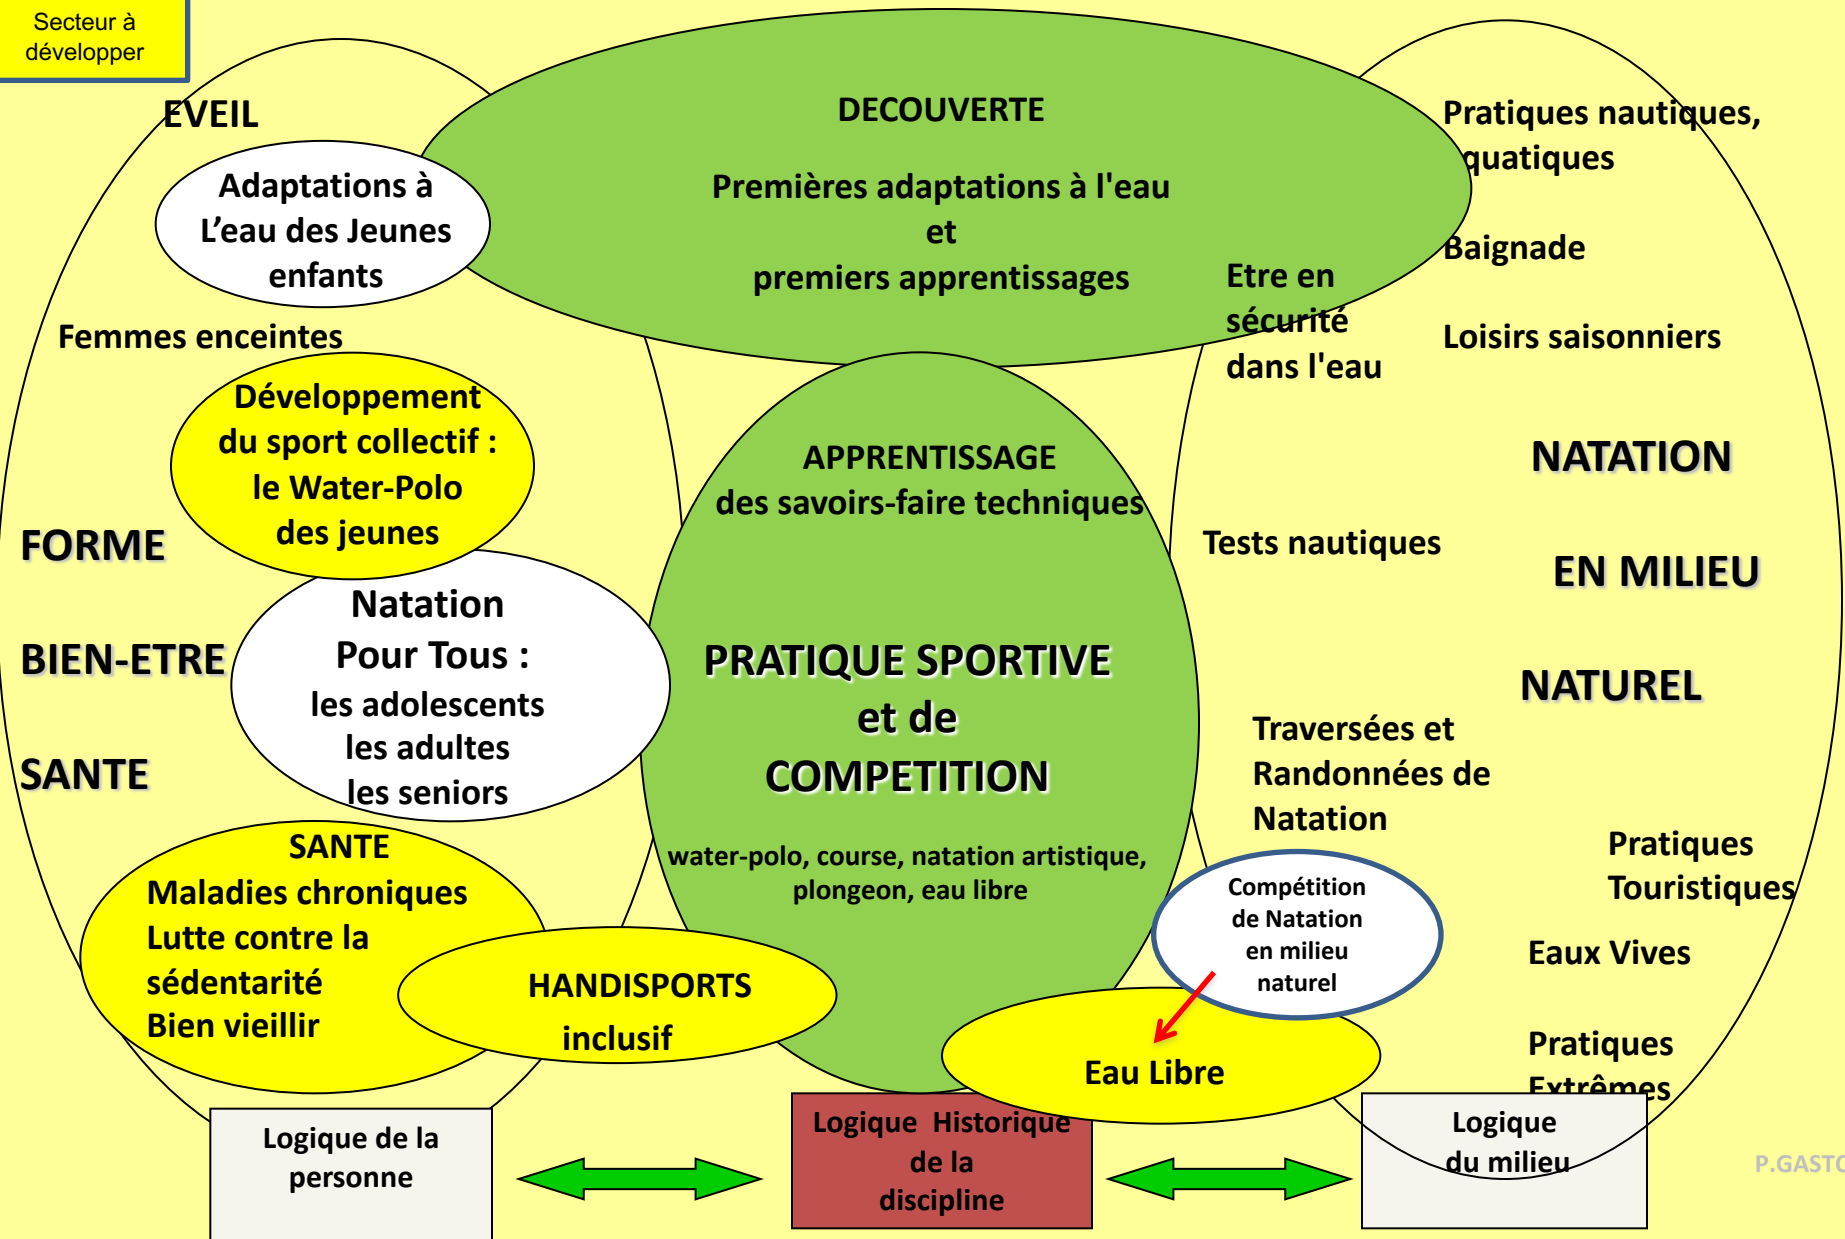 Secteur à
développer
EVEIL
Adaptations à
L’eau des Jeunes
enfants
Femmes enceintes
Développement
du sport collectif :
le Water-Polo
des jeunes
FORME
BIEN-ETRE
SANTE
Natation
Pour Tous :
les adolescents
les adultes
les seniors
SANTE
Maladies chroniques
Lutte contre la
sédentarité
Bien vieillir
HANDISPORTS
inclusif
DECOUVERTE
Premières adaptations à l'eau
et
premiers apprentissages
APPRENTISSAGE
des savoirs-faire techniques
PRATIQUE SPORTIVE
et de
COMPETITION
water-polo, course, natation artistique,
plongeon, eau libre
Etre en
sécurité
dans l'eau
Pratiques nautiques,
quatiques
Baignade
Loisirs saisonniers
NATATION
EN MILIEU
NATUREL
Tests nautiques
Traversées et
Randonnées de
Natation
Pratiques
Touristiques
Compétition
de Natation
en milieu
naturel
Eau Libre
Eaux Vives
Pratiques
Extrêmes
Logique de la
personne
Logique Historique
de la
discipline
Logique
du milieu
P.GASTO